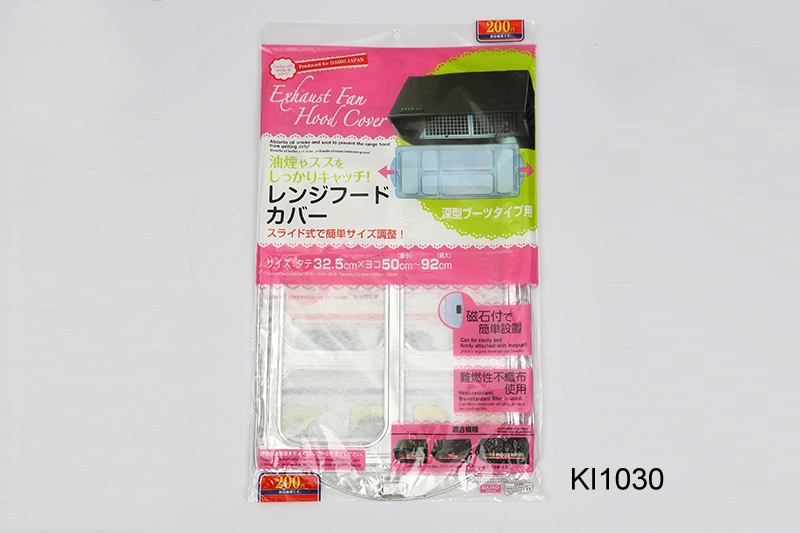 200円
Produced for DAISO JAPAN
Exhaust Fan
Hood Cover
Absorbs oil smoke and soot to prevent the range hood
from getting dirty!
油煙やススを
しっかりキャッチ!
レンジフード
カバー
スライド式で簡単サイズ調整!
深型ブーツタイプ用
サイズ タテ32.5cm×ヨコ50cm(最小)〜92cm(最大)
磁石付で
簡単設置
Can be easily and
firmly attached with magnet!
難燃性不織布
使用
Heat-resistant,
fire-retardant filter is used.
適合機種
200円
DAISO
KI1030